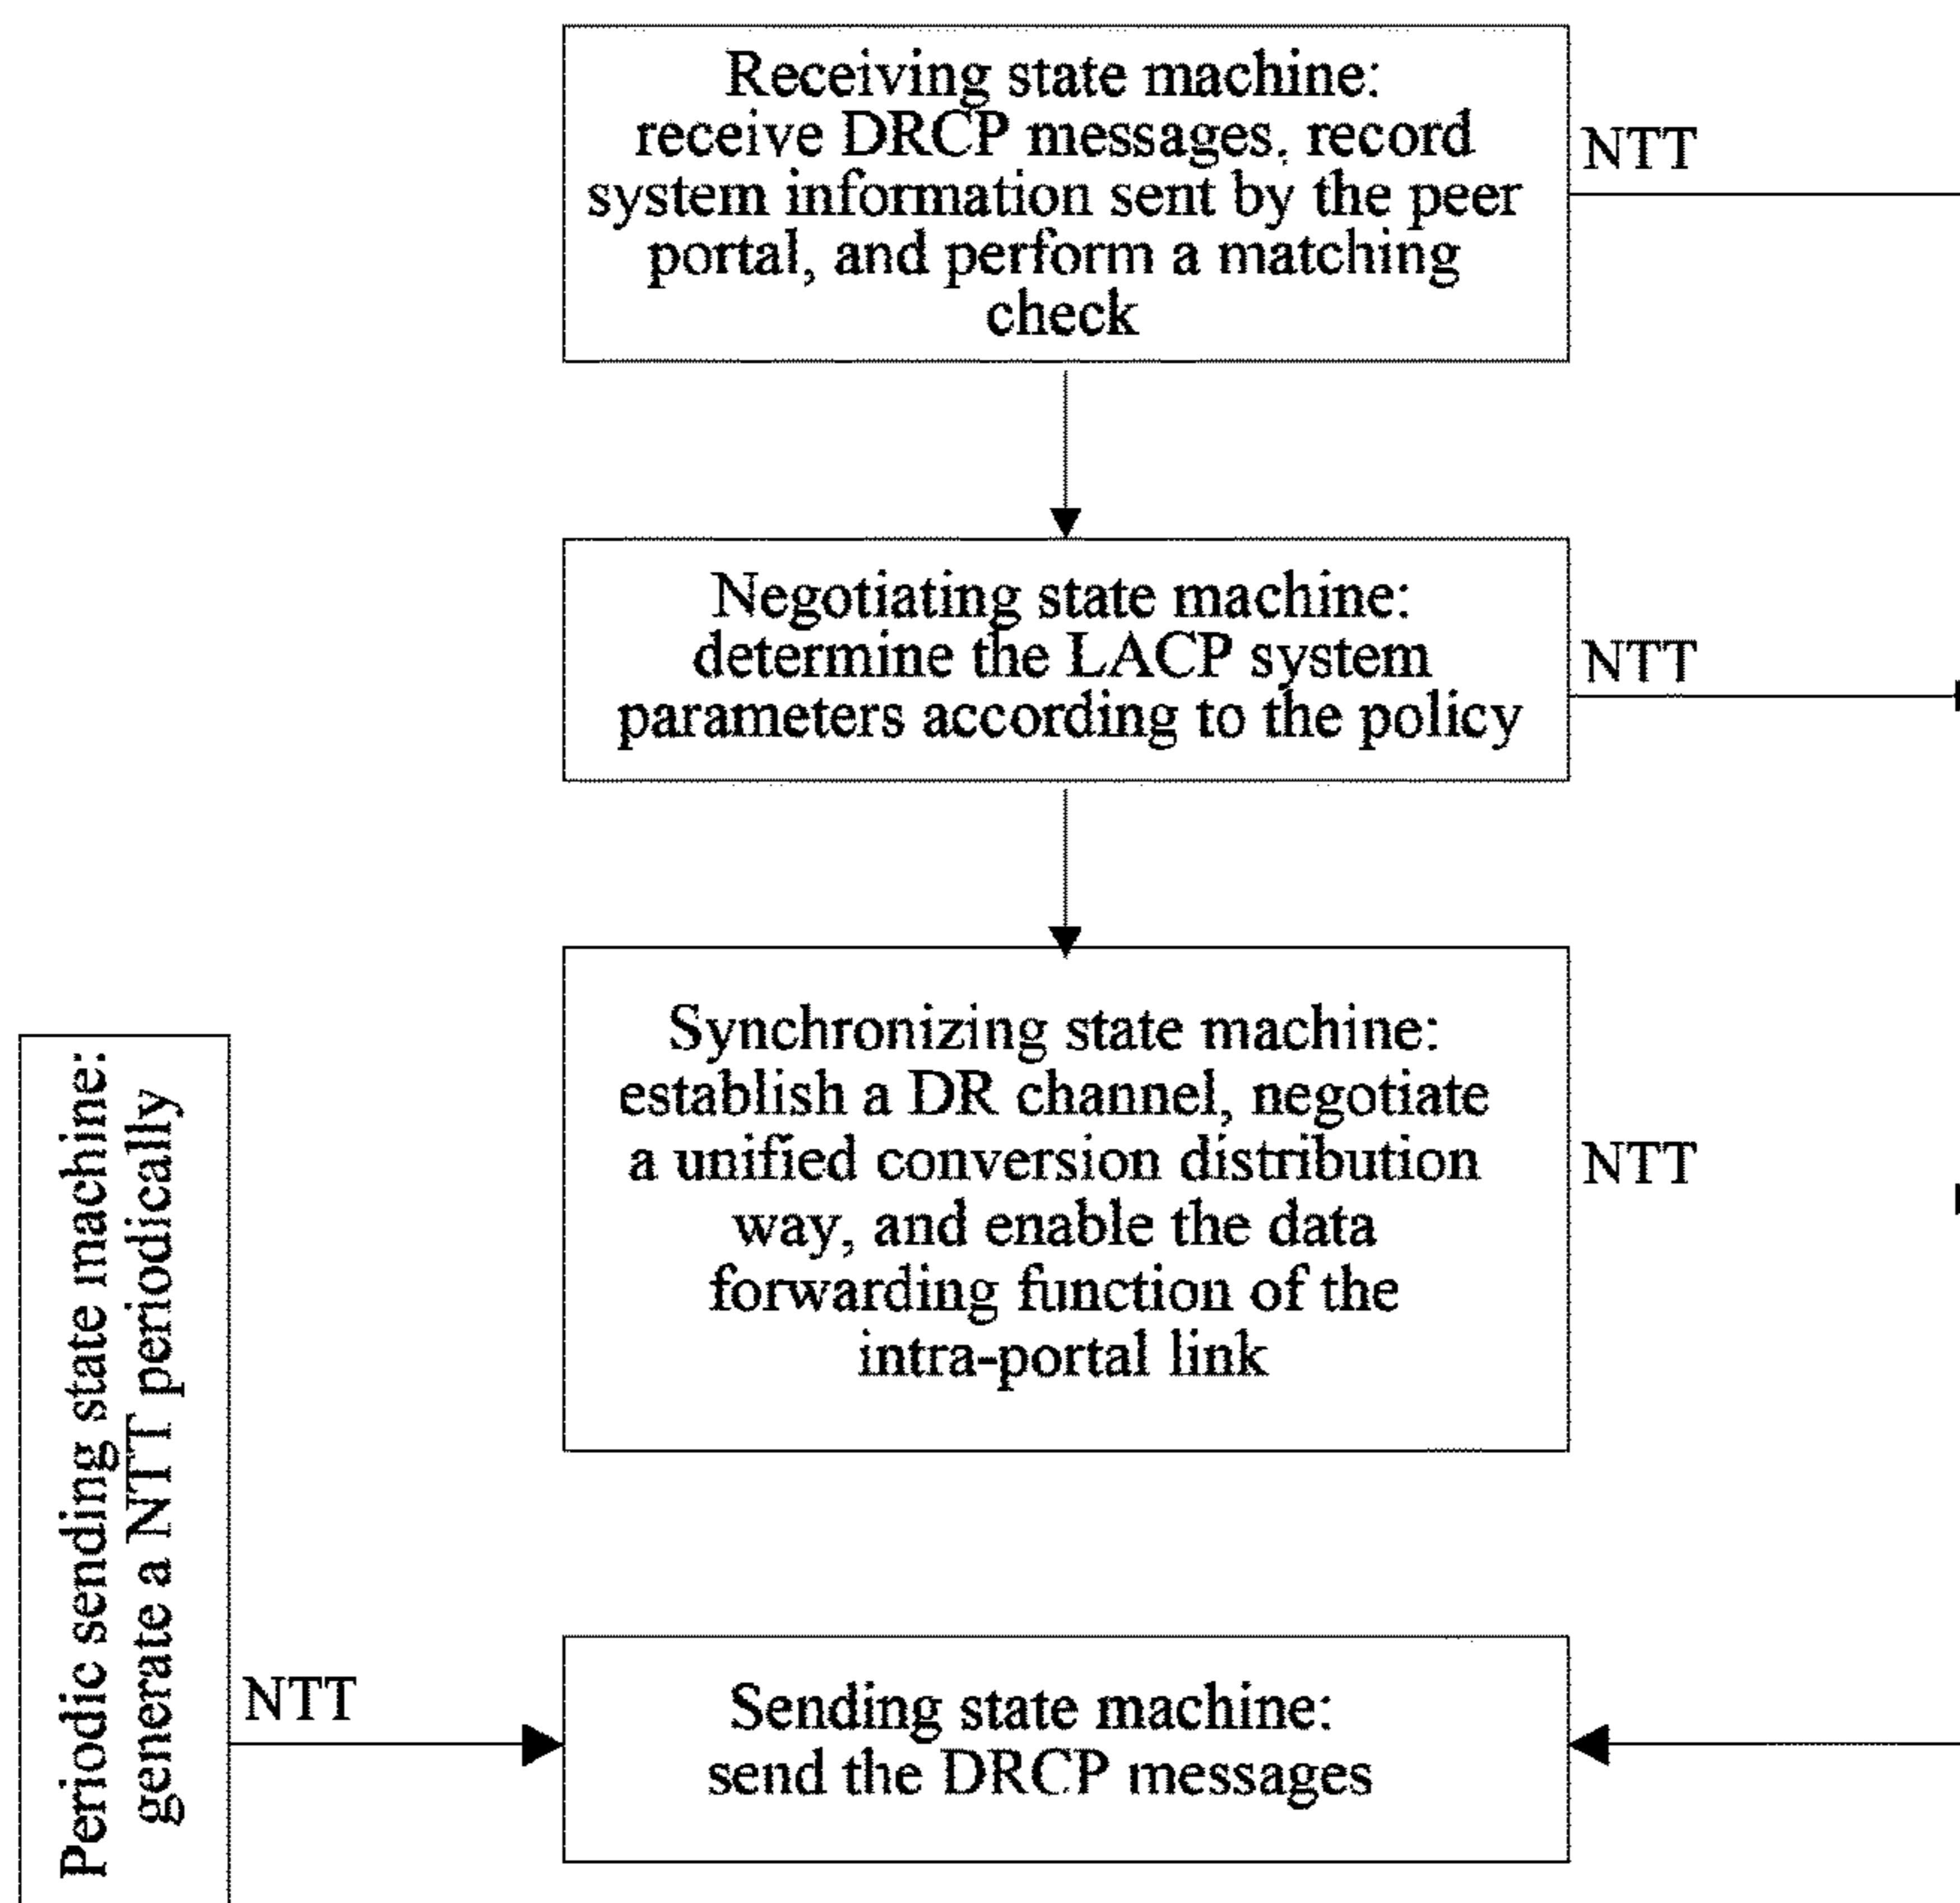 Receiving state machine:
receive DRCP messages, record
system information sent by the peer
portal, and perform a matching
check
NTT
Negotiating state machine:
determine the LACP system
parameters according to the policy
NTT
Synchronizing state machine:
establish a DR channel, negotiate
a unified conversion distribution
way, and enable the data
forwarding function of the
intra-portal link
NTT
Periodic sending state machine:
generate a NTT periodically
NTT
Sending state machine:
send the DRCP messages